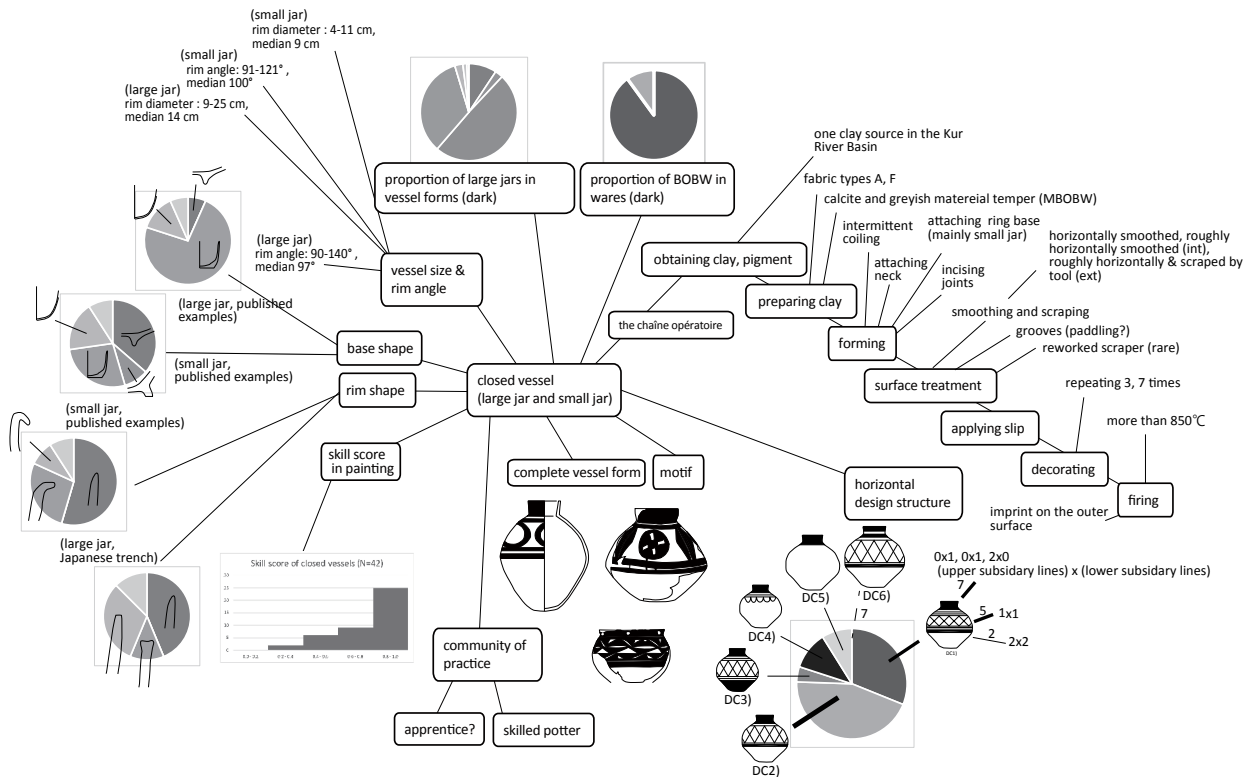 (small jar)
rim diameter : 4-11 cm,
median 9 cm
(small jar)
rim angle: 91-121° ,
median 100°
(large jar)
rim diameter : 9-25 cm,
median 14 cm
(large jar)
rim angle: 90-140° ,
median 97°
vessel size &
rim angle
proportion of large jars in
vessel forms (dark)
proportion of BOBW in
wares (dark)
one clay source in the Kur
River Basin
obtaining clay, pigment
fabric types A, F
calcite and greyish matereial temper (MBOBW)
preparing clay
the chaîne opératoire
intermittent
coiling
attaching
neck
attaching ring base
(mainly small jar)
incising
joints
forming
horizontally smoothed, roughly
horizontally smoothed (int),
roughly horizontally & scraped by
tool (ext)
smoothing and scraping
grooves (paddling?)
reworked scraper (rare)
surface treatment
applying slip
repeating 3, 7 times
decorating
more than 850℃
firing
imprint on the outer
surface
(large jar, published
examples)
base shape
(small jar,
published examples)
rim shape
(small jar,
published examples)
(large jar,
Japanese trench)
closed vessel
(large jar and small jar)
skill score
in painting
Skill score of closed vessels (N=42)
complete vessel form
motif
horizontal
design structure
community of
practice
apprentice?
skilled potter
DC5)
DC6)
7
DC4)
DC3)
DC2)
0x1, 0x1, 2x0
(upper subsidary lines) x (lower subsidary lines)
7
5
1x1
2
2x2
DC1)